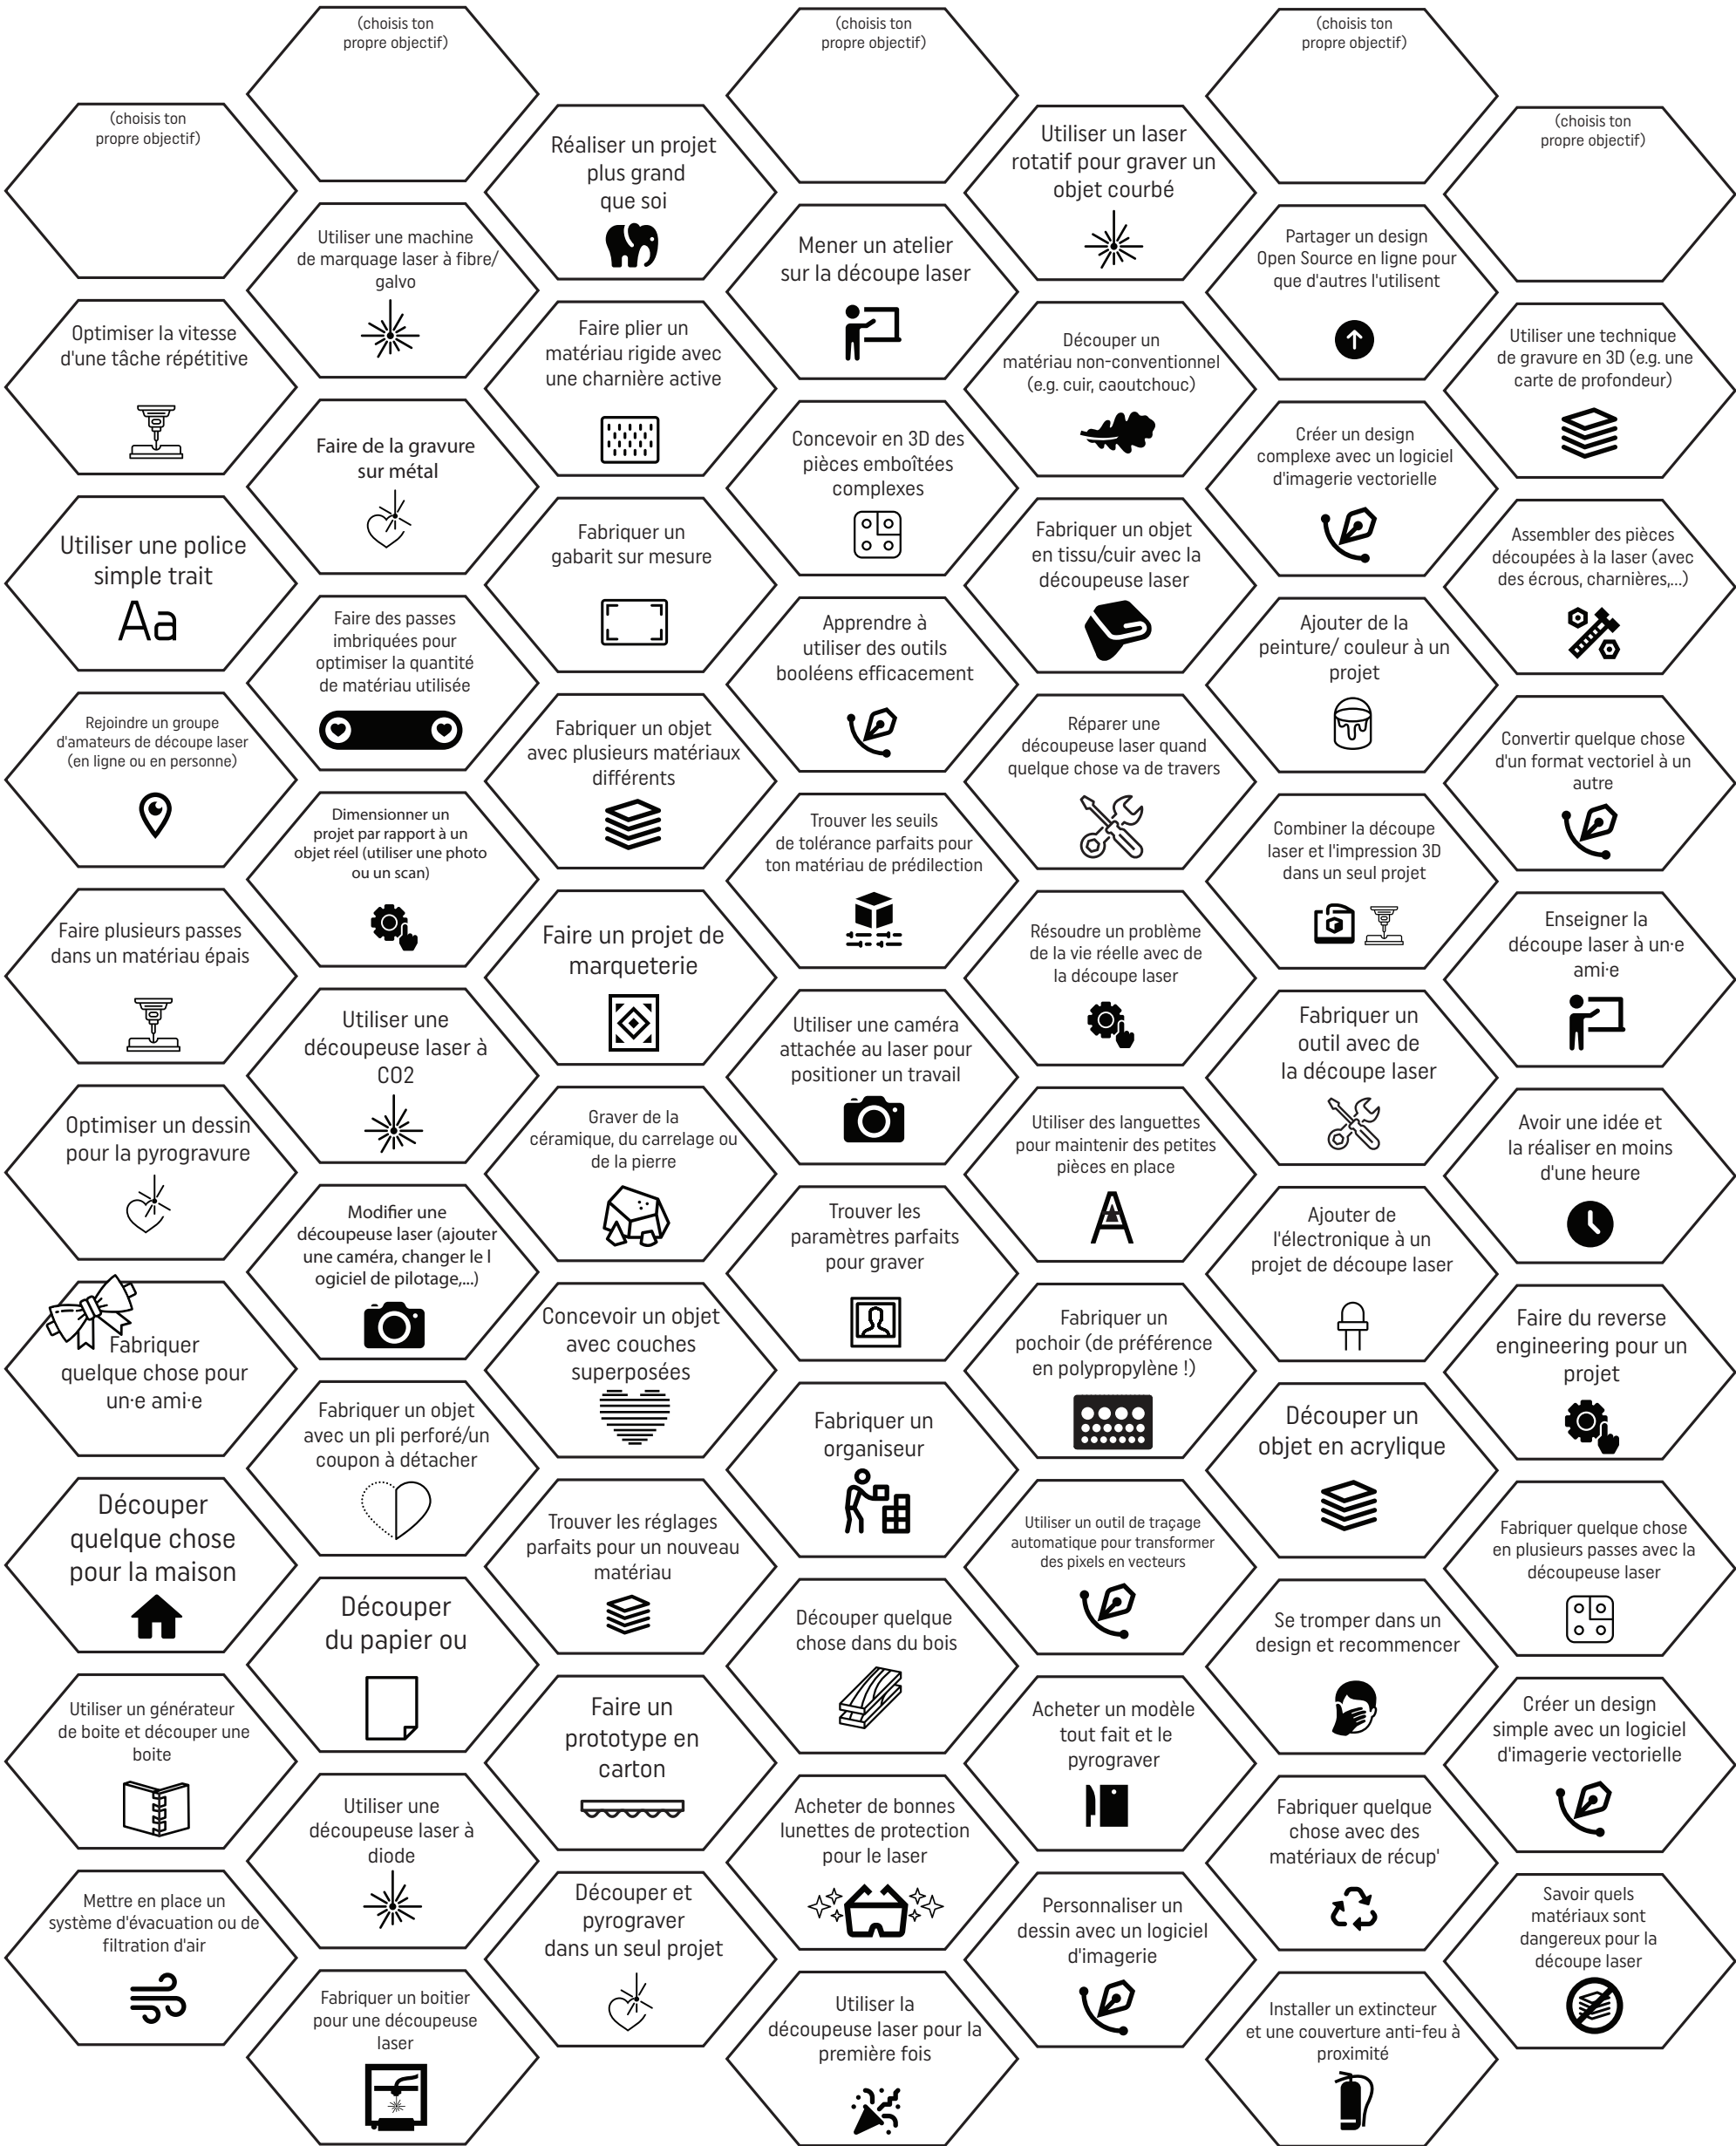 (choisis ton
propre objectif)
(choisis ton
propre objectif)
(choisis ton
propre objectif)
(choisis ton
propre objectif)
Réaliser un projet
plus grand
que soi
Utiliser un laser
rotatif pour graver un
objet courbé
(choisis ton
propre objectif)
Utiliser une machine
de marquage laser à fibre/
galvo
Mener un atelier
sur la découpe laser
Partager un design
Open Source en ligne pour
que d'autres l'utilisent
Optimiser la vitesse
d'une tâche répétitive
Faire plier un
matériau rigide avec
une charnière active
Découper un
matériau non-conventionnel
(e.g. cuir, caoutchouc)
Utiliser une technique
de gravure en 3D (e.g. une
carte de profondeur)
Faire de la gravure
sur métal
Concevoir en 3D des
pièces emboîtées
complexes
Créer un design
complexe avec un logiciel
d'imagerie vectorielle
Utiliser une police
simple trait
Aa
Fabriquer un
gabarit sur mesure
Fabriquer un objet
en tissu/cuir avec la
découpeuse laser
Assembler des pièces
découpées à la laser (avec
des écrous, charnières,...)
Faire des passes
imbriquées pour
optimiser la quantité
de matériau utilisée
Apprendre à
utiliser des outils
booléens efficacement
Ajouter de la
peinture/ couleur à un
projet
Rejoindre un groupe
d'amateurs de découpe laser
(en ligne ou en personne)
Fabriquer un objet
avec plusieurs matériaux
différents
Réparer une
découpeuse laser quand
quelque chose va de travers
Convertir quelque chose
d'un format vectoriel à un
autre
Dimensionner un
projet par rapport à un
objet réel (utiliser une photo
ou un scan)
Trouver les seuils
de tolérance parfaits pour
ton matériau de prédilection
Combiner la découpe
laser et l'impression 3D
dans un seul projet
Faire plusieurs passes
dans un matériau épais
Faire un projet de
marqueterie
Résoudre un problème
de la vie réelle avec de
la découpe laser
Enseigner la
découpe laser à un·e
ami·e
Utiliser une
découpeuse laser à
CO2
Utiliser une caméra
attachée au laser pour
positioner un travail
Fabriquer un
outil avec de
la découpe laser
Optimiser un dessin
pour la pyrogravure
Graver de la
céramique, du carrelage ou
de la pierre
Utiliser des languettes
pour maintenir des petites
pièces en place
A
Avoir une idée et
la réaliser en moins
d'une heure
Modifier une
découpeuse laser (ajouter
une caméra, changer le l
ogiciel de pilotage,...)
Trouver les
paramètres parfaits
pour graver
Ajouter de
l'électronique à un
projet de découpe laser
Fabriquer
quelque chose pour
un·e ami·e
Concevoir un objet
avec couches
superposées
Fabriquer un
pochoir (de préférence
en polypropylène !)
Faire du reverse
engineering pour un
projet
Fabriquer un objet
avec un pli perforé/un
coupon à détacher
Fabriquer un
organiseur
Découper un
objet en acrylique
Découper
quelque chose
pour la maison
Trouver les réglages
parfaits pour un nouveau
matériau
Utiliser un outil de traçage
automatique pour transformer
des pixels en vecteurs
Fabriquer quelque chose
en plusieurs passes avec la
découpeuse laser
Découper
du papier ou
Découper quelque
chose dans du bois
Se tromper dans un
design et recommencer
Utiliser un générateur
de boite et découper une
boite
Faire un
prototype en
carton
Acheter un modèle
tout fait et le
pyrograver
Créer un design
simple avec un logiciel
d'imagerie vectorielle
Utiliser une
découpeuse laser à
diode
Acheter de bonnes
lunettes de protection
pour le laser
Fabriquer quelque
chose avec des
matériaux de récup'
Mettre en place un
système d'évacuation ou de
filtration d'air
Découper et
pyrograver
dans un seul projet
Personnaliser un
dessin avec un logiciel
d'imagerie
Savoir quels
matériaux sont
dangereux pour la
découpe laser
Fabriquer un boitier
pour une découpeuse
laser
Utiliser la
découpeuse laser pour la
première fois
Installer un extincteur
et une couverture anti-feu à
proximité